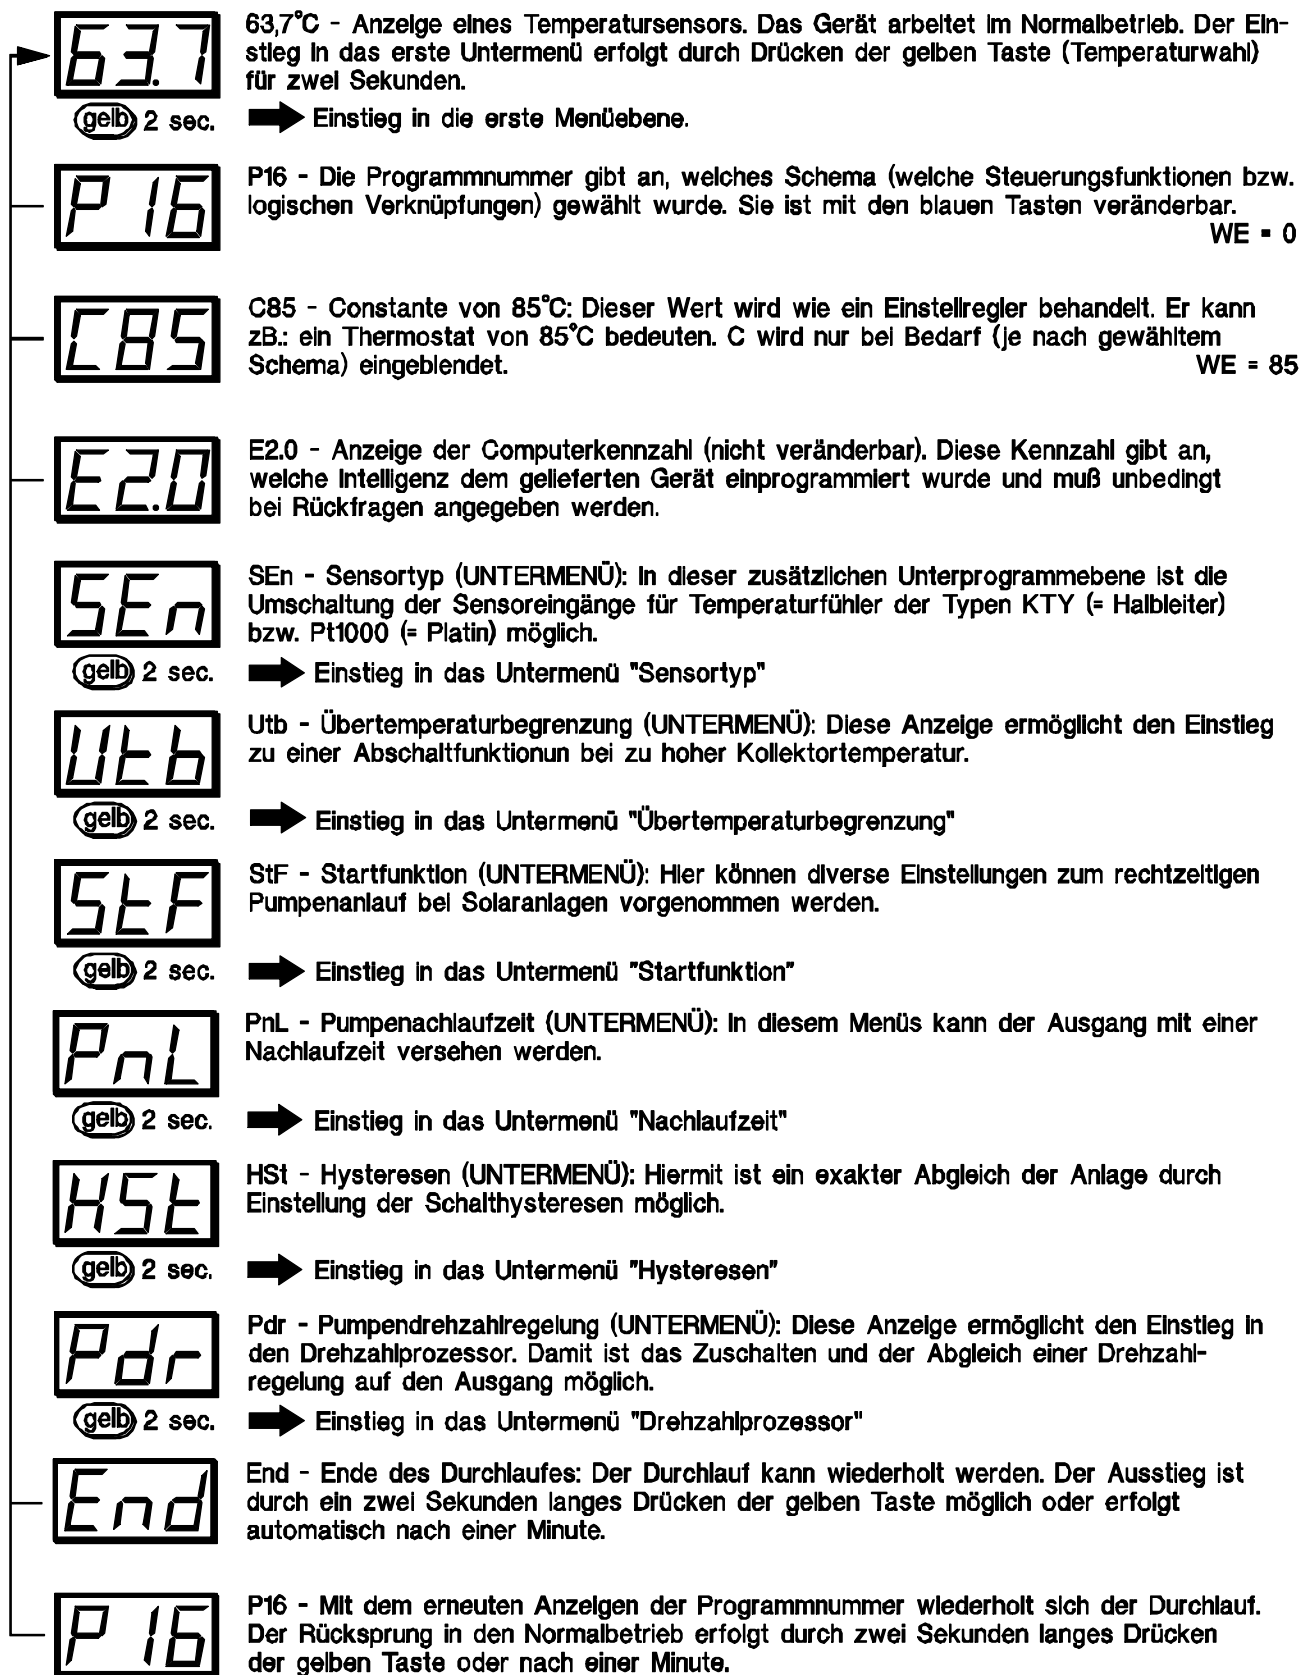 63.7
63,7°C - Anzeige eines Temperatursensors. Das Gerät arbeitet im Normalbetrieb. Der Ein-
stieg in das erste Untermenü erfolgt durch Drücken der gelben Taste (Temperaturwahl)
für zwei Sekunden.
gelb 2 sec.
Einstieg in die erste Menüebene.
P16
P16 - Die Programmnummer gibt an, welches Schema (welche Steuerungsfunktionen bzw.
logischen Verknüpfungen) gewählt wurde. Sie ist mit den blauen Tasten veränderbar.
WE = 0
C85
C85 - Constante von 85°C: Dieser Wert wird wie ein Einstellregler behandelt. Er kann
zB.: ein Thermostat von 85°C bedeuten. C wird nur bei Bedarf (je nach gewähltem
Schema) eingeblendet.
WE = 85
E2.0
E2.0 - Anzeige der Computerkennzahl (nicht veränderbar). Diese Kennzahl gibt an,
welche Intelligenz dem gelieferten Gerät einprogrammiert wurde und muß unbedingt
bei Rückfragen angegeben werden.
SEn
SEn - Sensortyp (UNTERMENÜ): In dieser zusätzlichen Unterprogrammebene ist die
Umschaltung der Sensoreingänge für Temperaturfühler der Typen KTY (= Halbleiter)
bzw. Pt1000 (= Platin) möglich.
gelb 2 sec.
Einstieg in das Untermenü "Sensortyp"
Utb
Utb - Übertemperaturbegrenzung (UNTERMENÜ): Diese Anzeige ermöglicht den Einstieg
zu einer Abschaltfunktionun bei zu hoher Kollektortemperatur.
gelb 2 sec.
Einstieg in das Untermenü "Übertemperaturbegrenzung"
StF
StF - Startfunktion (UNTERMENÜ): Hier können diverse Einstellungen zum rechtzeitigen
Pumpenanlauf bei Solaranlagen vorgenommen werden.
gelb 2 sec.
Einstieg in das Untermenü "Startfunktion"
PnL
PnL - Pumpenachlaufzeit (UNTERMENÜ): In diesem Menüs kann der Ausgang mit einer
Nachlaufzeit versehen werden.
gelb 2 sec.
Einstieg in das Untermenü "Nachlaufzeit"
HSt
HSt - Hysteresen (UNTERMENÜ): Hiermit ist ein exakter Abgleich der Anlage durch
Einstellung der Schalthysteresen möglich.
gelb 2 sec.
Einstieg in das Untermenü "Hysteresen"
Pdr
Pdr - Pumpendrehzahlregelung (UNTERMENÜ): Diese Anzeige ermöglicht den Einstieg in
den Drehzahlprozessor. Damit ist das Zuschalten und der Abgleich einer Drehzahl-
regelung auf den Ausgang möglich.
gelb 2 sec.
Einstieg in das Untermenü "Drehzahlprozessor"
End
End - Ende des Durchlaufes: Der Durchlauf kann wiederholt werden. Der Ausstieg ist
durch ein zwei Sekunden langes Drücken der gelben Taste möglich oder erfolgt
automatisch nach einer Minute.
P16
P16 - Mit dem erneuten Anzeigen der Programmnummer wiederholt sich der Durchlauf.
Der Rücksprung in den Normalbetrieb erfolgt durch zwei Sekunden langes Drücken
der gelben Taste oder nach einer Minute.